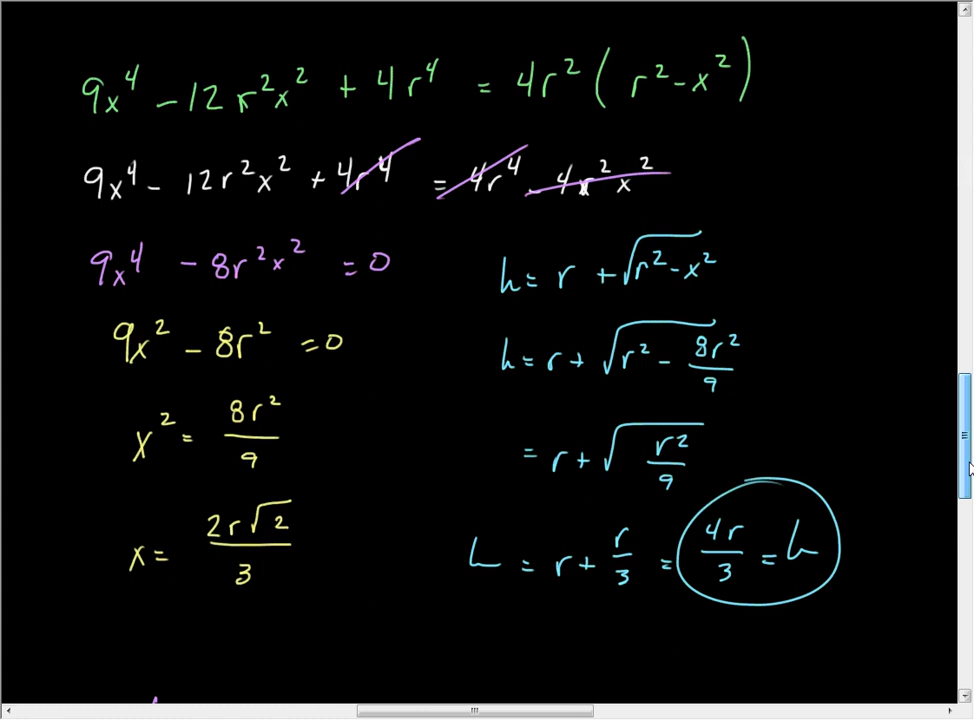 9x⁴ - 12r²x² + 4r⁴ = 4r² ( r² - x² )
9x⁴ - 12r²x² + 4r⁴ = 4r⁴ - 4r²x²
9x⁴ - 8r²x² = 0
9x² - 8r² = 0
x² = 8r²/9
x = 2r√2/3
h = r + √(r² - x²)
h = r + √(r² - 8r²/9)
= r + √(r²/9)
h = r + r/3 = 4r/3 = h